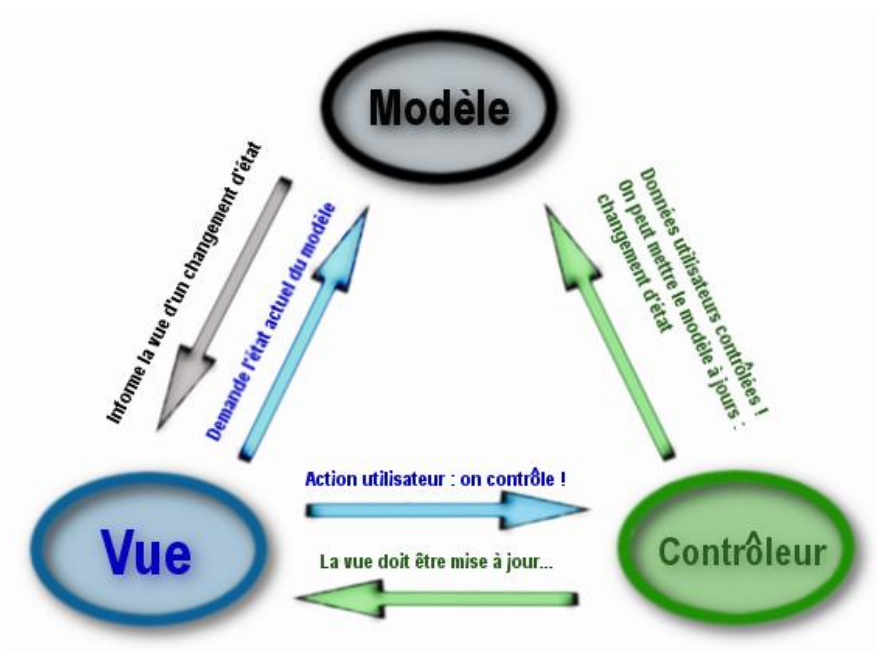 Modèle
Informe la vue d'un changement d'état
Demande l'état actuel du modèle
Données utilisateurs contrôlées !
On peut mettre le modèle à jours :
changement d'état
Action utilisateur : on contrôle !
Vue
Contrôleur
La vue doit être mise à jour...